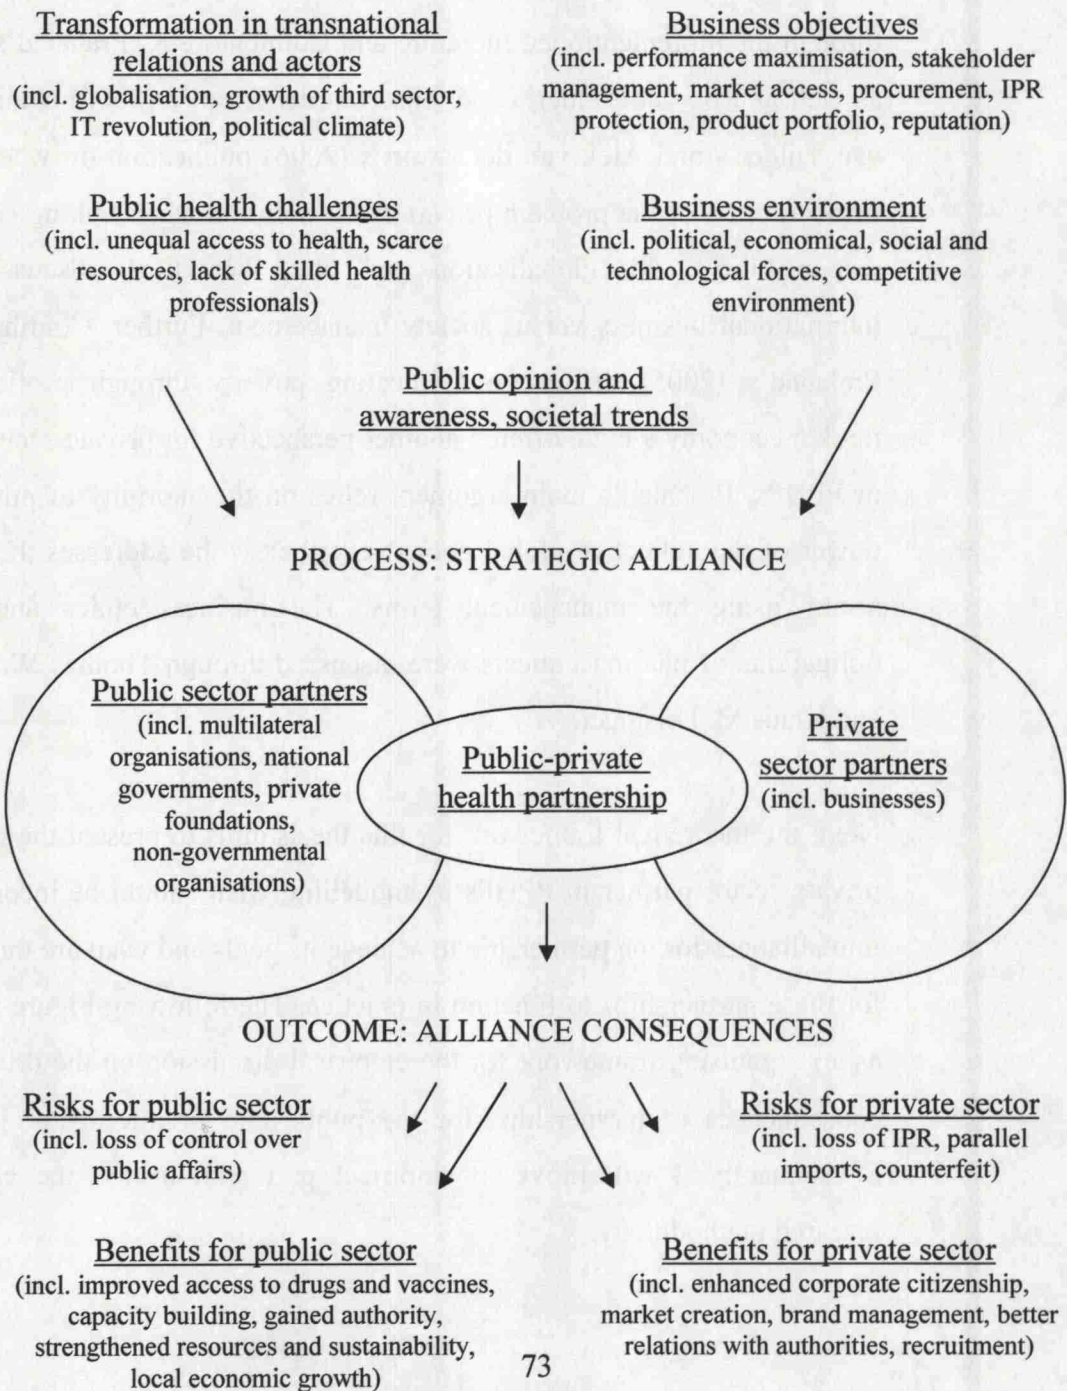 Transformation in transnational
relations and actors
(incl. globalisation, growth of third sector,
IT revolution, political climate)
Business objectives
(incl. performance maximisation, stakeholder
management, market access, procurement, IPR
protection, product portfolio, reputation)
Public health challenges
(incl. unequal access to health, scarce
resources, lack of skilled health
professionals)
Business environment
(incl. political, economical, social and
technological forces, competitive
environment)
Public opinion and
awareness, societal trends
PROCESS: STRATEGIC ALLIANCE
Public sector partners
(incl. multilateral
organisations, national
governments, private
foundations,
non-governmental
organisations)
Public-private
health partnership
Private
sector partners
(incl. businesses)
OUTCOME: ALLIANCE CONSEQUENCES
Risks for public sector
(incl. loss of control over
public affairs)
Risks for private sector
(incl. loss of IPR, parallel
imports, counterfeit)
Benefits for public sector
(incl. improved access to drugs and vaccines,
capacity building, gained authority,
strengthened resources and sustainability,
local economic growth)
Benefits for private sector
(incl. enhanced corporate citizenship,
market creation, brand management, better
relations with authorities, recruitment)
73